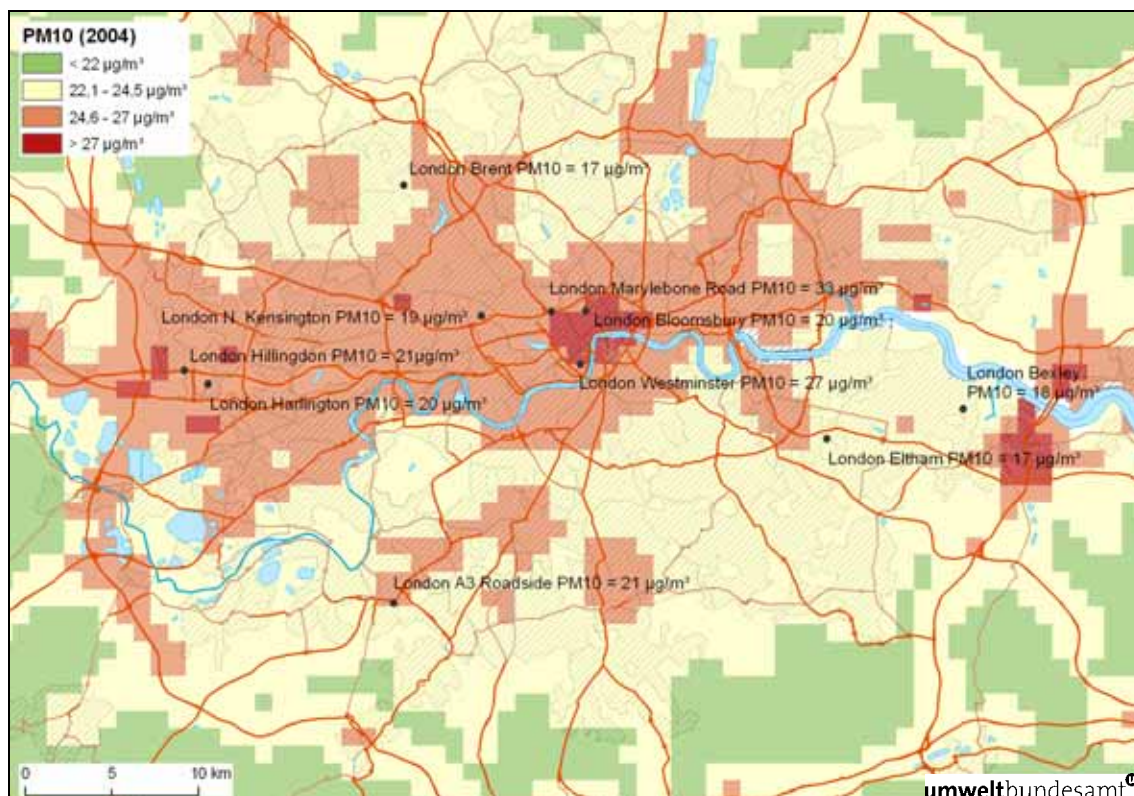 PM10 (2004)
< 22 µg/m³
22,1 - 24,5 µg/m³
24,6 - 27 µg/m³
> 27 µg/m³
London Brent PM10 = 17 µg/m³
London Marylebone Road PM10 = 33 µg/m³
London N. Kensington PM10 = 19 µg/m³
London Bloomsbury PM10 = 20 µg/m³
London Hillingdon PM10 = 21µg/m³
London Westminster PM10 = 27 µg/m³
London Harlington PM10 = 20 µg/m³
London Bexley
PM10 = 18 µg/m³
London Eltham PM10 = 17 µg/m³
London A3 Roadside PM10 = 21 µg/m³
0 5 10 km
umweltbundesamt